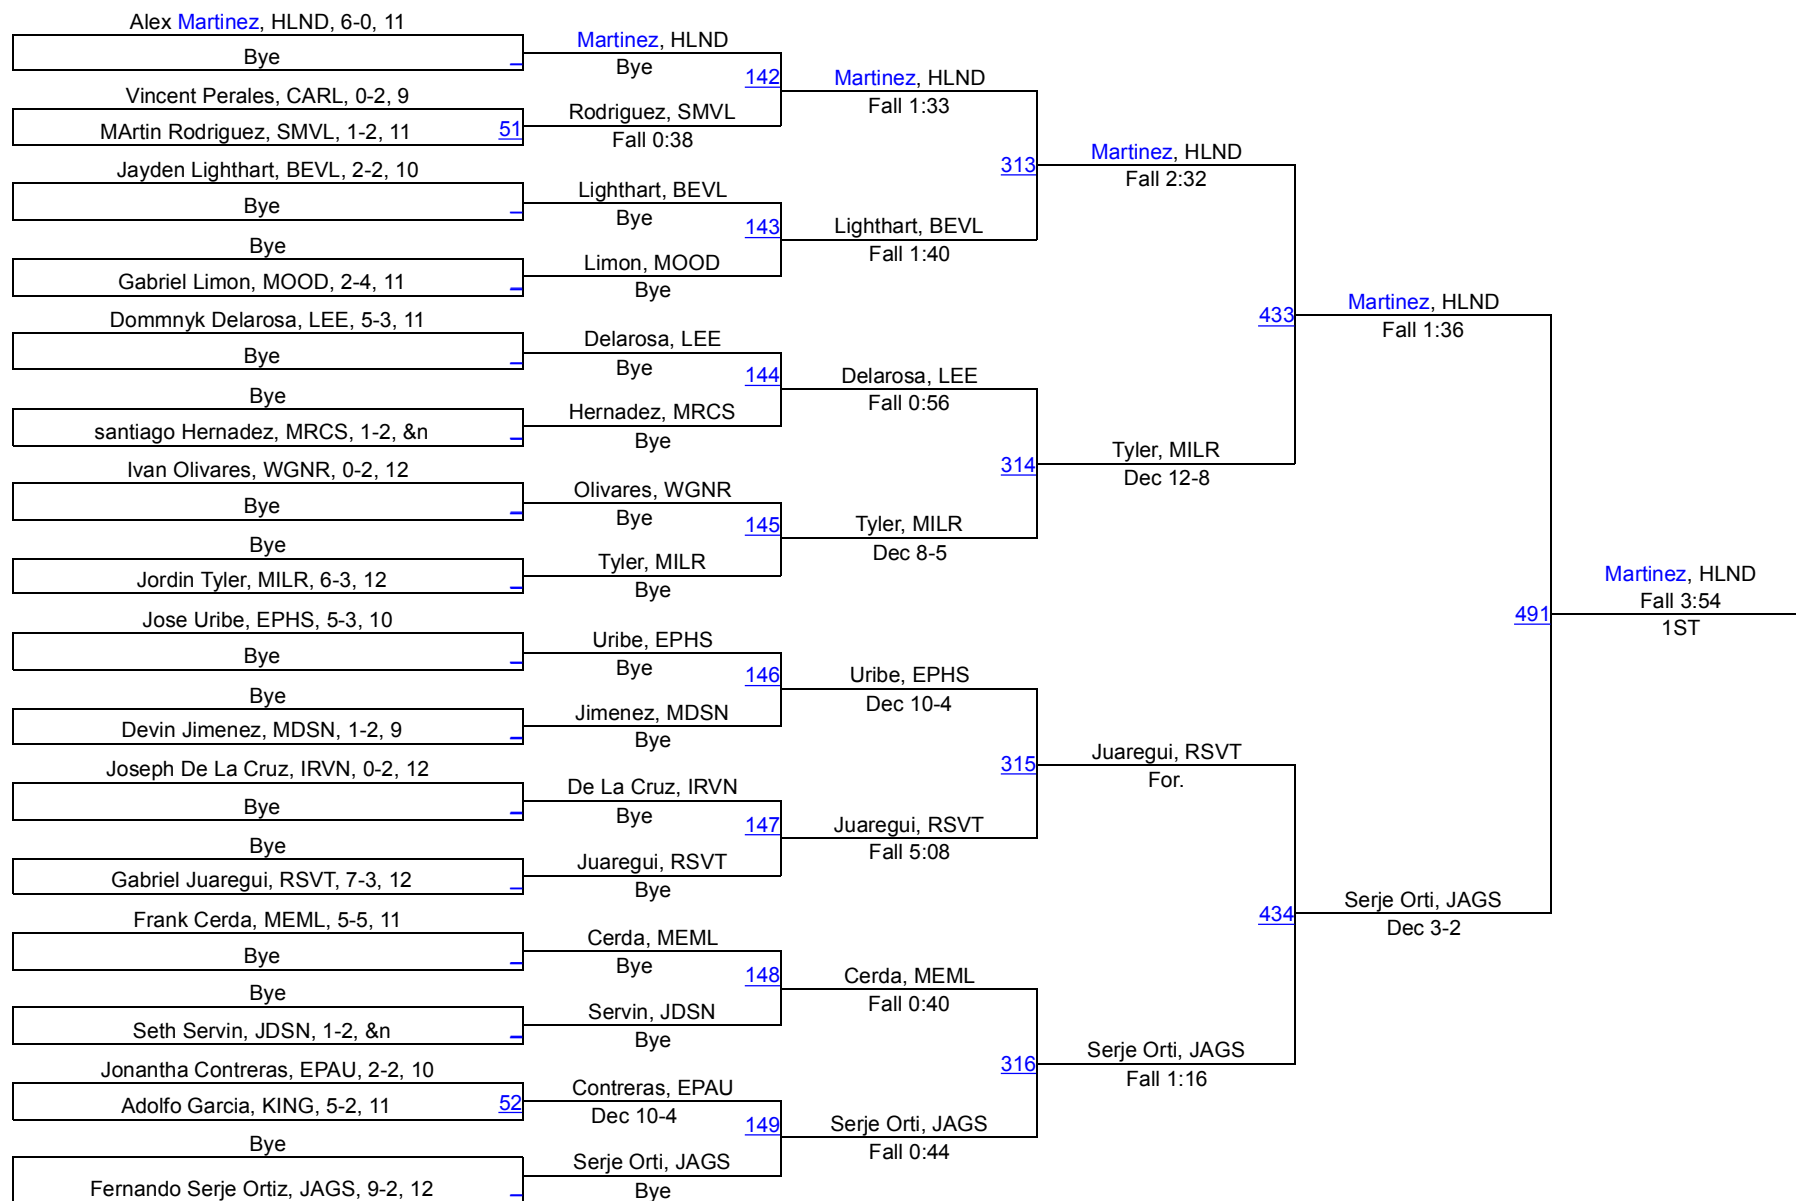 Alex Martinez, HLND, 6-0, 11
Bye
Vincent Perales, CARL, 0-2, 9
MArtin Rodriguez, SMVL, 1-2, 11
51
Jayden Lighthart, BEVL, 2-2, 10
Bye
Bye
Gabriel Limon, MOOD, 2-4, 11
Dommnyk Delarosa, LEE, 5-3, 11
Bye
Bye
santiago Hernadez, MRCS, 1-2, &n
Ivan Olivares, WGNR, 0-2, 12
Bye
Bye
Jordin Tyler, MILR, 6-3, 12
Jose Uribe, EPHS, 5-3, 10
Bye
Bye
Devin Jimenez, MDSN, 1-2, 9
Joseph De La Cruz, IRVN, 0-2, 12
Bye
Bye
Gabriel Juaregui, RSVT, 7-3, 12
Frank Cerda, MEML, 5-5, 11
Bye
Bye
Seth Servin, JDSN, 1-2, &n
Jonantha Contreras, EPAU, 2-2, 10
Adolfo Garcia, KING, 5-2, 11
52
Bye
Fernando Serje Ortiz, JAGS, 9-2, 12
Martinez, HLND
Bye
142
Rodriguez, SMVL
Fall 0:38
Lighthart, BEVL
Bye
143
Limon, MOOD
Bye
Delarosa, LEE
Bye
144
Hernadez, MRCS
Bye
Olivares, WGNR
Bye
145
Tyler, MILR
Bye
Uribe, EPHS
Bye
146
Jimenez, MDSN
Bye
De La Cruz, IRVN
Bye
147
Juaregui, RSVT
Bye
Cerda, MEML
Bye
148
Servin, JDSN
Bye
Contreras, EPAU
Dec 10-4
149
Serje Orti, JAGS
Bye
Martinez, HLND
Fall 1:33
313
Lighthart, BEVL
Fall 1:40
Delarosa, LEE
Fall 0:56
314
Tyler, MILR
Dec 8-5
Uribe, EPHS
Dec 10-4
315
Juaregui, RSVT
Fall 5:08
Cerda, MEML
Fall 0:40
316
Serje Orti, JAGS
Fall 0:44
Martinez, HLND
Fall 2:32
433
Tyler, MILR
Dec 12-8
Juaregui, RSVT
For.
434
Serje Orti, JAGS
Fall 1:16
Martinez, HLND
Fall 1:36
491
Serje Orti, JAGS
Dec 3-2
Martinez, HLND
Fall 3:54
1ST